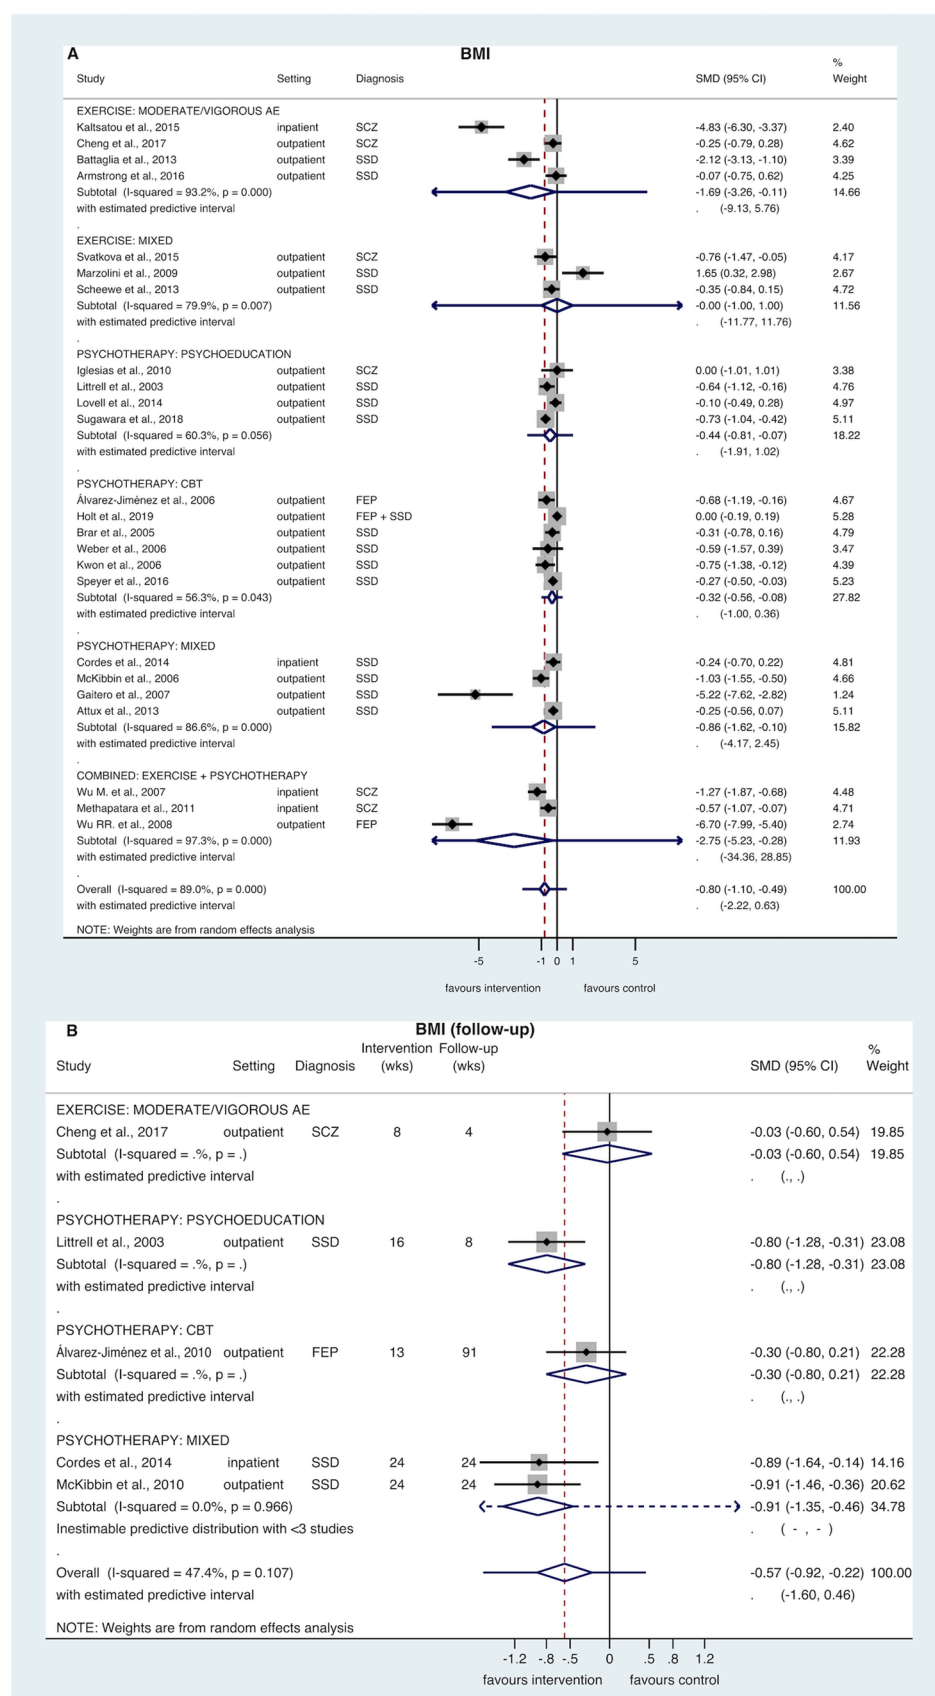 A BMI
Study Setting Diagnosis SMD (95% CI) % Weight
EXERCISE: MODERATE/VIGOROUS AE
Kaltsatou et al., 2015 inpatient SCZ -4.83 (-6.30, -3.37) 2.40
Cheng et al., 2017 outpatient SCZ -0.25 (-0.79, 0.28) 4.62
Battaglia et al., 2013 outpatient SSD -2.12 (-3.13, -1.10) 3.39
Armstrong et al., 2016 outpatient SSD -0.07 (-0.75, 0.62) 4.25
Subtotal (I-squared = 93.2%, p = 0.000) -1.69 (-3.26, -0.11) 14.66
with estimated predictive interval . (-9.13, 5.76)
.
EXERCISE: MIXED
Svatkova et al., 2015 outpatient SCZ -0.76 (-1.47, -0.05) 4.17
Marzolini et al., 2009 outpatient SSD 1.65 (0.32, 2.98) 2.67
Scheewe et al., 2013 outpatient SSD -0.35 (-0.84, 0.15) 4.72
Subtotal (I-squared = 79.9%, p = 0.007) -0.00 (-1.00, 1.00) 11.56
with estimated predictive interval . (-11.77, 11.76)
.
PSYCHOTHERAPY: PSYCHOEDUCATION
Iglesias et al., 2010 outpatient SCZ 0.00 (-1.01, 1.01) 3.38
Littrell et al., 2003 outpatient SSD -0.64 (-1.12, -0.16) 4.76
Lovell et al., 2014 outpatient SSD -0.10 (-0.49, 0.28) 4.97
Sugawara et al., 2018 outpatient SSD -0.73 (-1.04, -0.42) 5.11
Subtotal (I-squared = 60.3%, p = 0.056) -0.44 (-0.81, -0.07) 18.22
with estimated predictive interval . (-1.91, 1.02)
.
PSYCHOTHERAPY: CBT
Álvarez-Jiménez et al., 2006 outpatient FEP -0.68 (-1.19, -0.16) 4.67
Holt et al., 2019 outpatient FEP + SSD 0.00 (-0.19, 0.19) 5.28
Brar et al., 2005 outpatient SSD -0.31 (-0.78, 0.16) 4.79
Weber et al., 2006 outpatient SSD -0.59 (-1.57, 0.39) 3.47
Kwon et al., 2006 outpatient SSD -0.75 (-1.38, -0.12) 4.39
Speyer et al., 2016 outpatient SSD -0.27 (-0.50, -0.03) 5.23
Subtotal (I-squared = 56.3%, p = 0.043) -0.32 (-0.56, -0.08) 27.82
with estimated predictive interval . (-1.00, 0.36)
.
PSYCHOTHERAPY: MIXED
Cordes et al., 2014 inpatient SSD -0.24 (-0.70, 0.22) 4.81
McKibbin et al., 2006 outpatient SSD -1.03 (-1.55, -0.50) 4.66
Gaitero et al., 2007 outpatient SSD -5.22 (-7.62, -2.82) 1.24
Attux et al., 2013 outpatient SSD -0.25 (-0.56, 0.07) 5.11
Subtotal (I-squared = 86.6%, p = 0.000) -0.86 (-1.62, -0.10) 15.82
with estimated predictive interval . (-4.17, 2.45)
.
COMBINED: EXERCISE + PSYCHOTHERAPY
Wu M. et al., 2007 inpatient SCZ -1.27 (-1.87, -0.68) 4.48
Methapatara et al., 2011 inpatient SCZ -0.57 (-1.07, -0.07) 4.71
Wu RR. et al., 2008 outpatient FEP -6.70 (-7.99, -5.40) 2.74
Subtotal (I-squared = 97.3%, p = 0.000) -2.75 (-5.23, -0.28) 11.93
with estimated predictive interval . (-34.36, 28.85)
.
Overall (I-squared = 89.0%, p = 0.000) -0.80 (-1.10, -0.49) 100.00
with estimated predictive interval . (-2.22, 0.63)
NOTE: Weights are from random effects analysis
-5 -1 0 1 5
favours intervention favours control
B BMI (follow-up)
Study Setting Diagnosis Intervention (wks) Follow-up (wks) SMD (95% CI) % Weight
EXERCISE: MODERATE/VIGOROUS AE
Cheng et al., 2017 outpatient SCZ 8 4 -0.03 (-0.60, 0.54) 19.85
Subtotal (I-squared = .%, p = .) -0.03 (-0.60, 0.54) 19.85
with estimated predictive interval . (., .)
.
PSYCHOTHERAPY: PSYCHOEDUCATION
Littrell et al., 2003 outpatient SSD 16 8 -0.80 (-1.28, -0.31) 23.08
Subtotal (I-squared = .%, p = .) -0.80 (-1.28, -0.31) 23.08
with estimated predictive interval . (., .)
.
PSYCHOTHERAPY: CBT
Álvarez-Jiménez et al., 2010 outpatient FEP 13 91 -0.30 (-0.80, 0.21) 22.28
Subtotal (I-squared = .%, p = .) -0.30 (-0.80, 0.21) 22.28
with estimated predictive interval . (., .)
.
PSYCHOTHERAPY: MIXED
Cordes et al., 2014 inpatient SSD 24 24 -0.89 (-1.64, -0.14) 14.16
McKibbin et al., 2010 outpatient SSD 24 24 -0.91 (-1.46, -0.36) 20.62
Subtotal (I-squared = 0.0%, p = 0.966) -0.91 (-1.35, -0.46) 34.78
Inestimable predictive distribution with <3 studies . ( - , - )
.
Overall (I-squared = 47.4%, p = 0.107) -0.57 (-0.92, -0.22) 100.00
with estimated predictive interval . (-1.60, 0.46)
NOTE: Weights are from random effects analysis
-1.2 -.8 -.5 0 .5 .8 1.2
favours intervention favours control